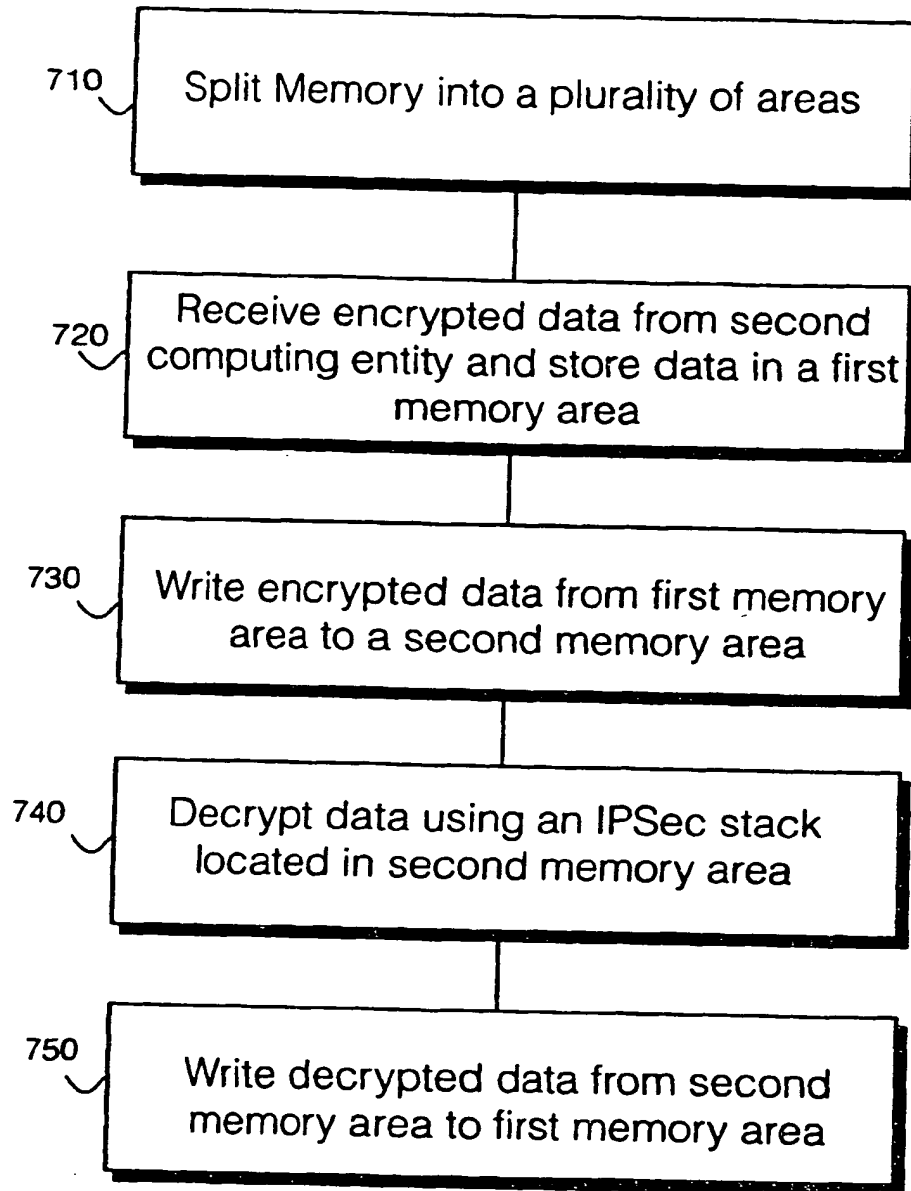 710
Split Memory into a plurality of areas
720
Receive encrypted data from second
computing entity and store data in a first
memory area
730
Write encrypted data from first memory
area to a second memory area
740
Decrypt data using an IPSec stack
located in second memory area
750
Write decrypted data from second
memory area to first memory area